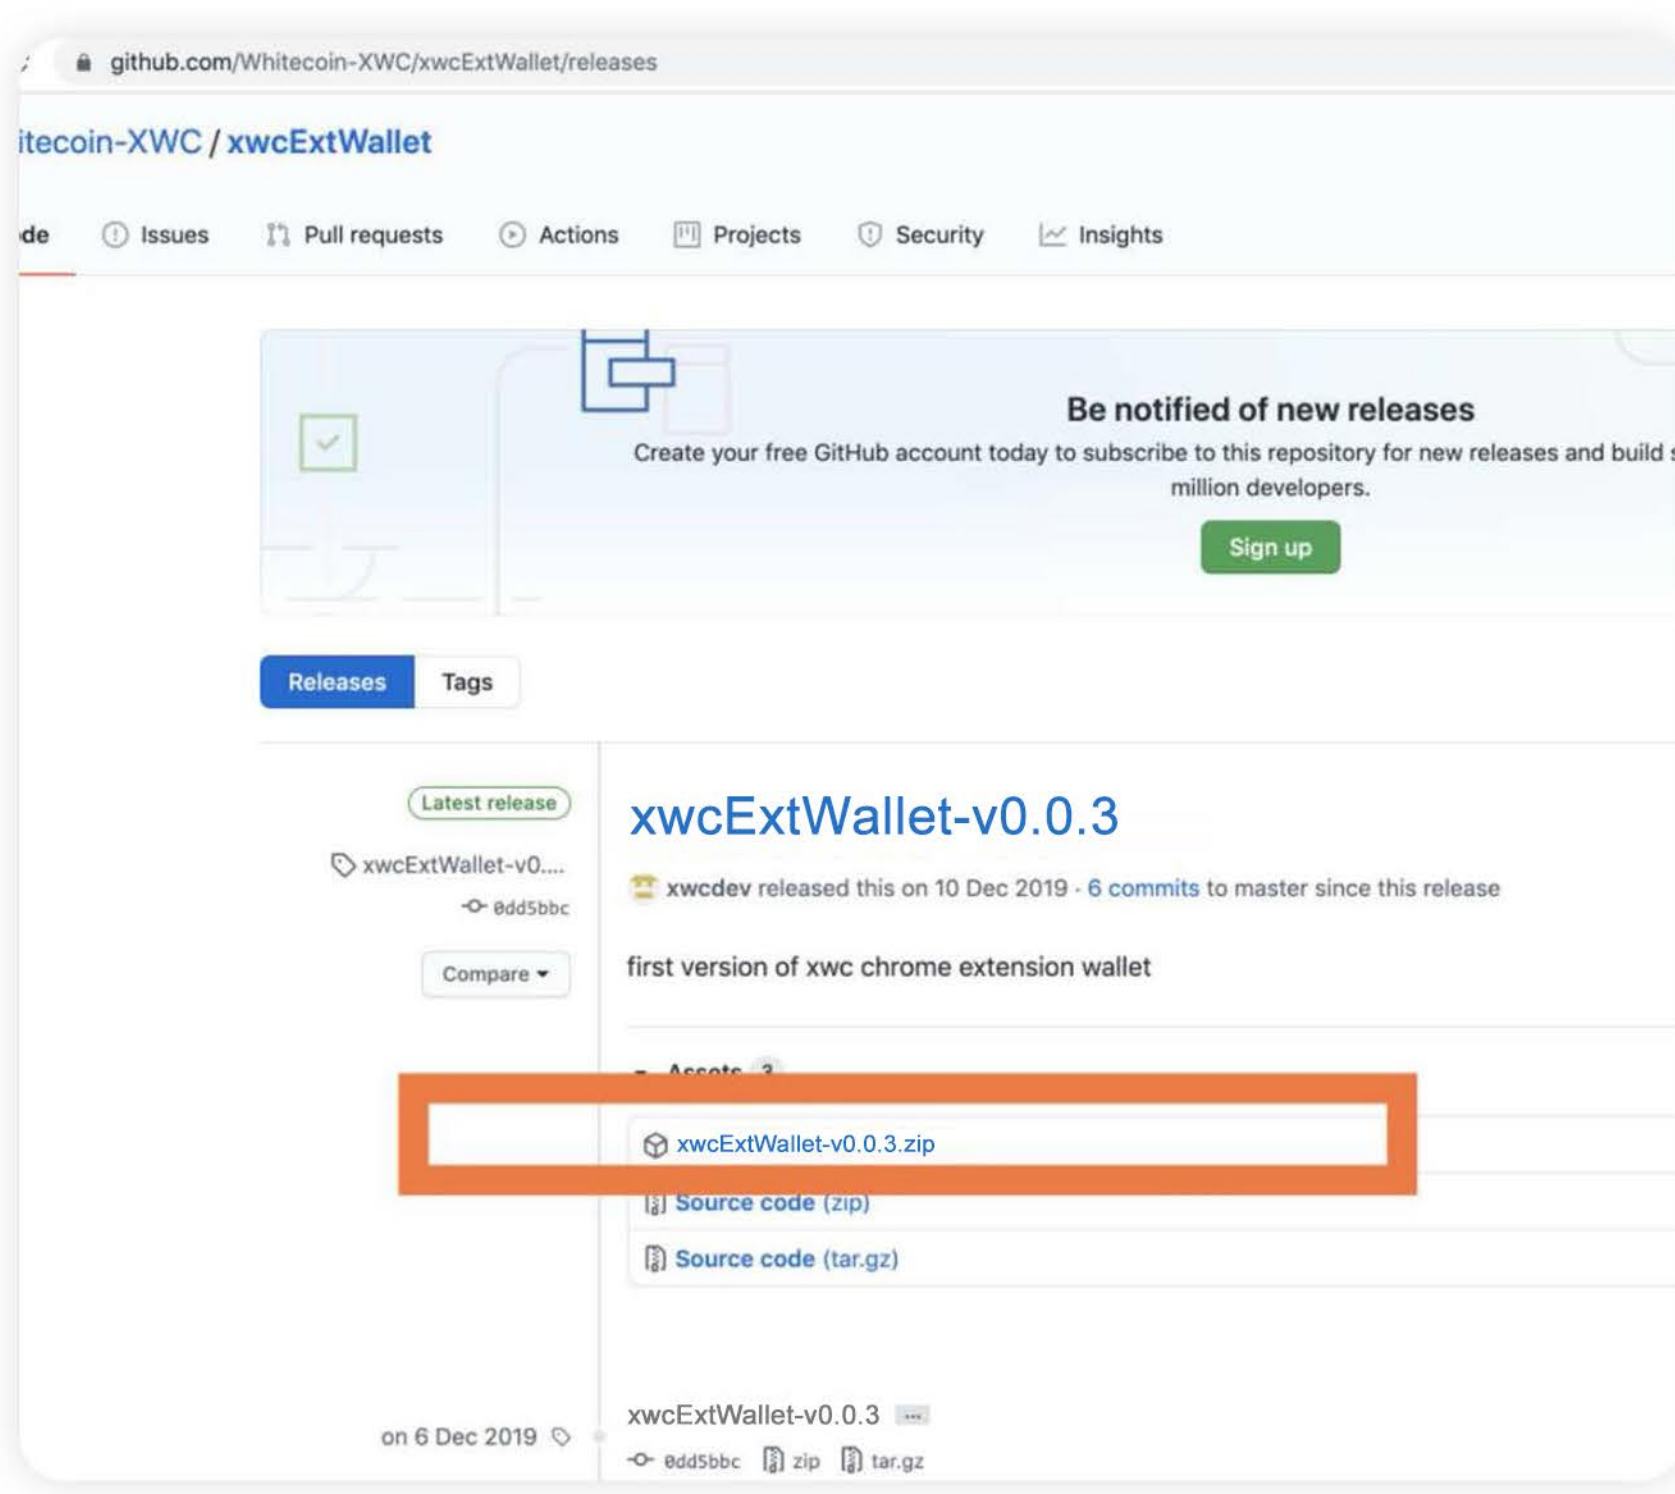 github.com/Whitecoin-XWC/xwcExtWallet/releases
itecoin-XWC / xwcExtWallet
de Issues Pull requests Actions Projects Security Insights
Be notified of new releases
Create your free GitHub account today to subscribe to this repository for new releases and build s
million developers.
Sign up
Releases Tags
Latest release
xwcExtWallet-v0....
0dd5bbc
Compare
xwcExtWallet-v0.0.3
xwcdev released this on 10 Dec 2019 · 6 commits to master since this release
first version of xwc chrome extension wallet
Assets 3
xwcExtWallet-v0.0.3.zip
Source code (zip)
Source code (tar.gz)
on 6 Dec 2019
xwcExtWallet-v0.0.3 ...
0dd5bbc zip tar.gz